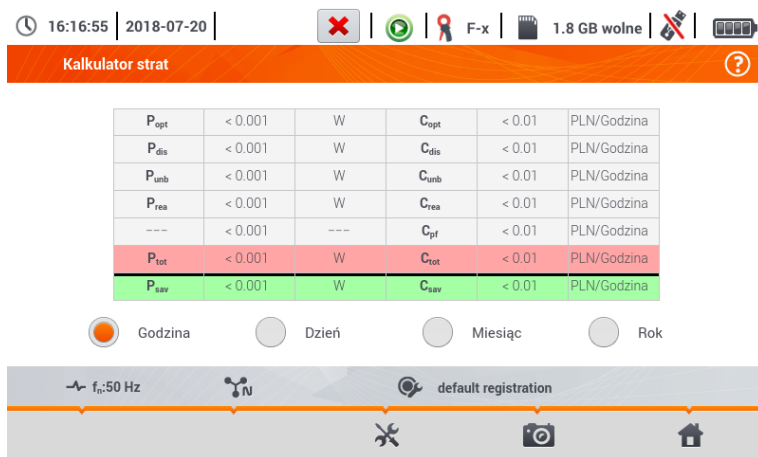 16:16:55 2018-07-20 F-x 1.8 GB wolne
Kalkulator strat ?
Popt < 0.001 W Copt < 0.01 PLN/Godzina
Pdis < 0.001 W Cdis < 0.01 PLN/Godzina
Punb < 0.001 W Cunb < 0.01 PLN/Godzina
Prea < 0.001 W Crea < 0.01 PLN/Godzina
--- < 0.001 --- Cpf < 0.01 PLN/Godzina
Ptot < 0.001 W Ctot < 0.01 PLN/Godzina
Psav < 0.001 W Csav < 0.01 PLN/Godzina
Godzina Dzień Miesiąc Rok
fn:50 Hz N default registration